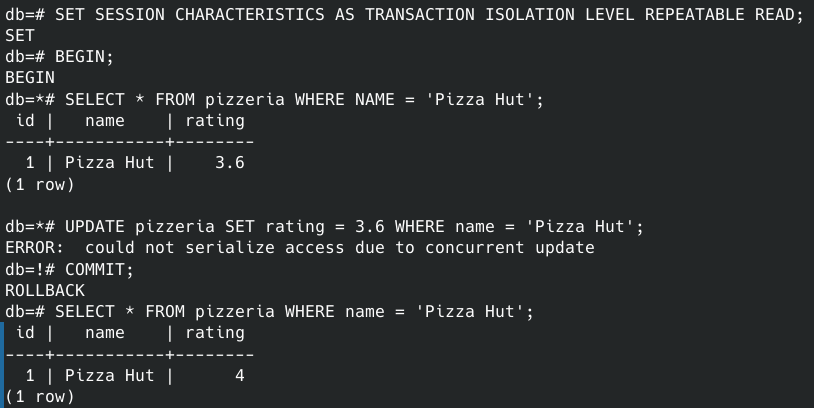 db=# SET SESSION CHARACTERISTICS AS TRANSACTION ISOLATION LEVEL REPEATABLE READ;
SET
db=# BEGIN;
BEGIN
db=*# SELECT * FROM pizzeria WHERE NAME = 'Pizza Hut';
 id |   name    | rating
----+-----------+--------
  1 | Pizza Hut |    3.6
(1 row)

db=*# UPDATE pizzeria SET rating = 3.6 WHERE name = 'Pizza Hut';
ERROR:  could not serialize access due to concurrent update
db=!# COMMIT;
ROLLBACK
db=# SELECT * FROM pizzeria WHERE name = 'Pizza Hut';
 id |   name    | rating
----+-----------+--------
  1 | Pizza Hut |      4
(1 row)